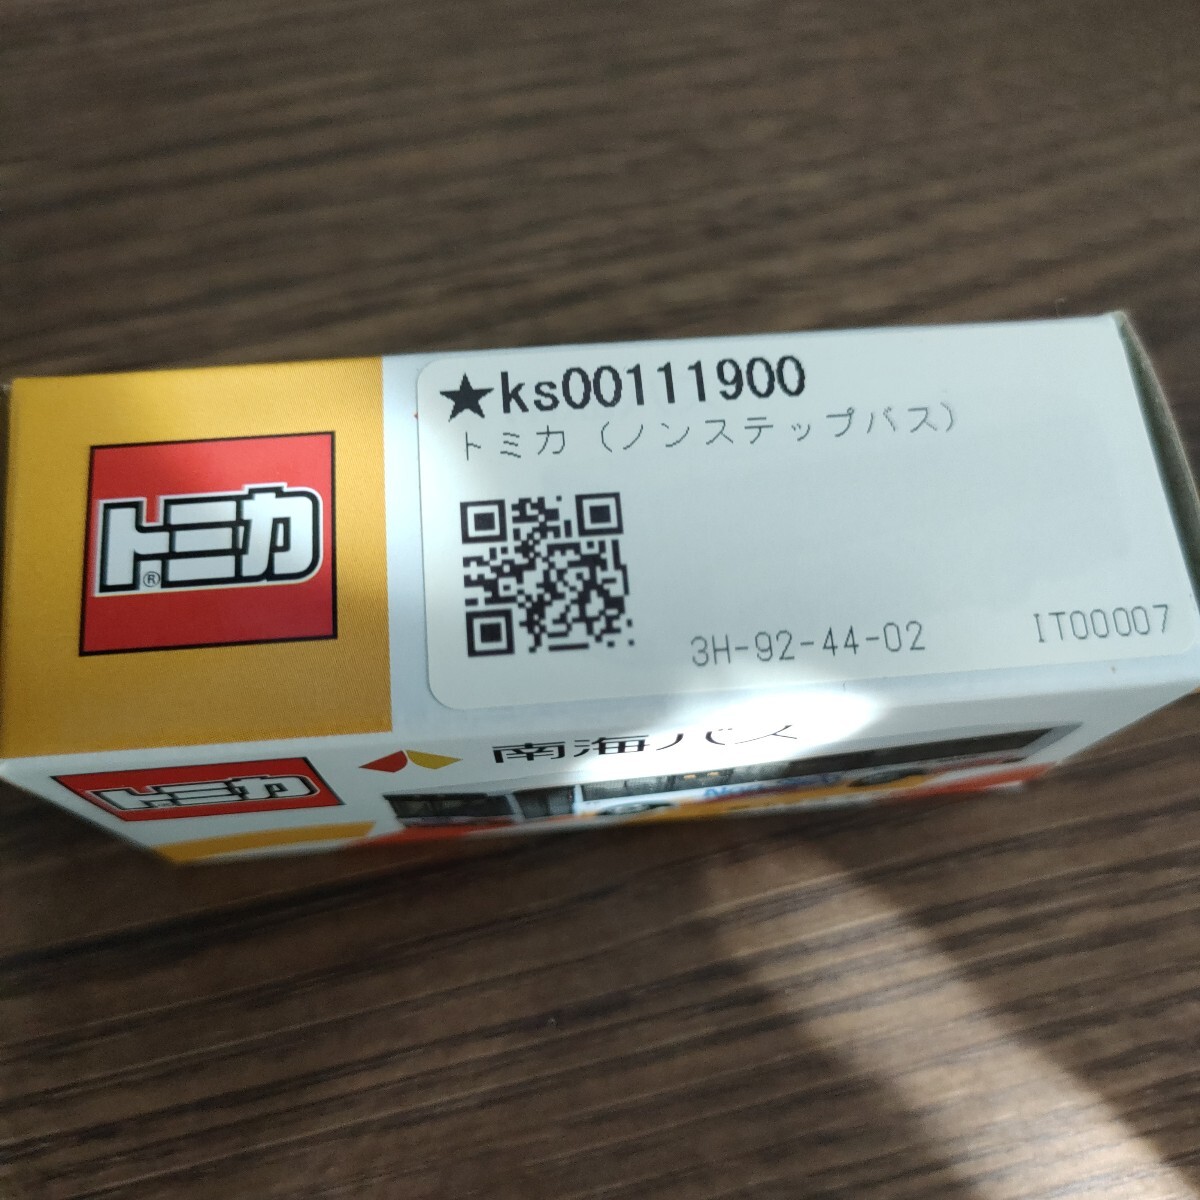 ★ks00111900
トミカ（ノンステップバス）
トミカ®
3H-92-44-02
IT00007
南海バス
トミカ